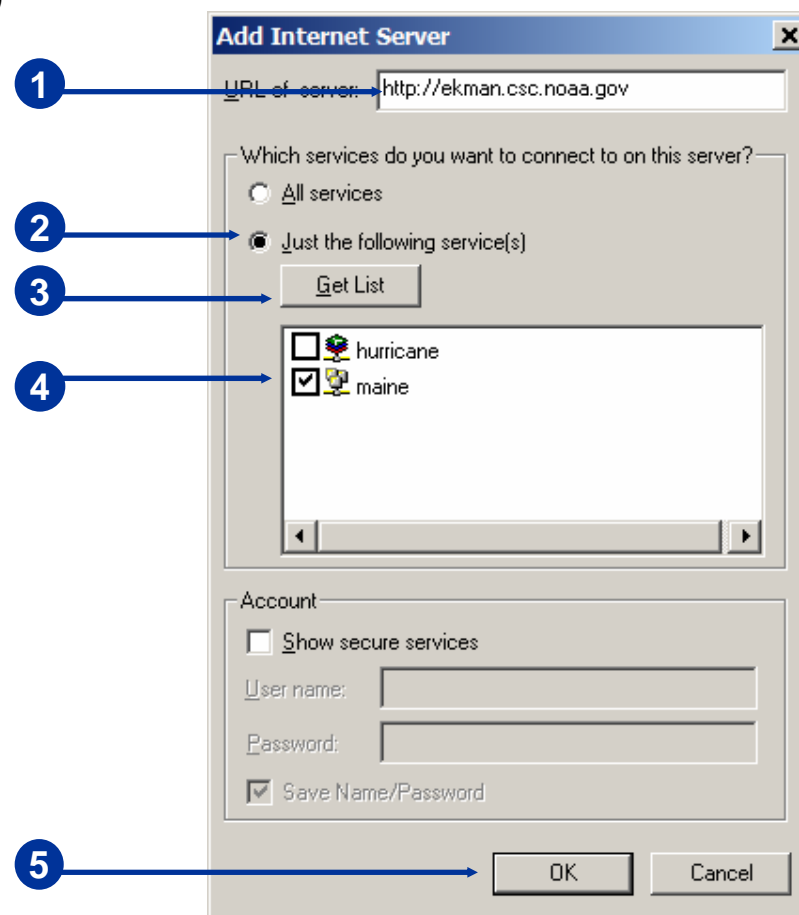 Add Internet Server
1
URL of server: http://ekman.csc.noaa.gov
Which services do you want to connect to on this server?
All services
2
Just the following service(s)
3
Get List
hurricane
4
maine
Account
Show secure services
User name:
Password:
Save Name/Password
5
OK Cancel